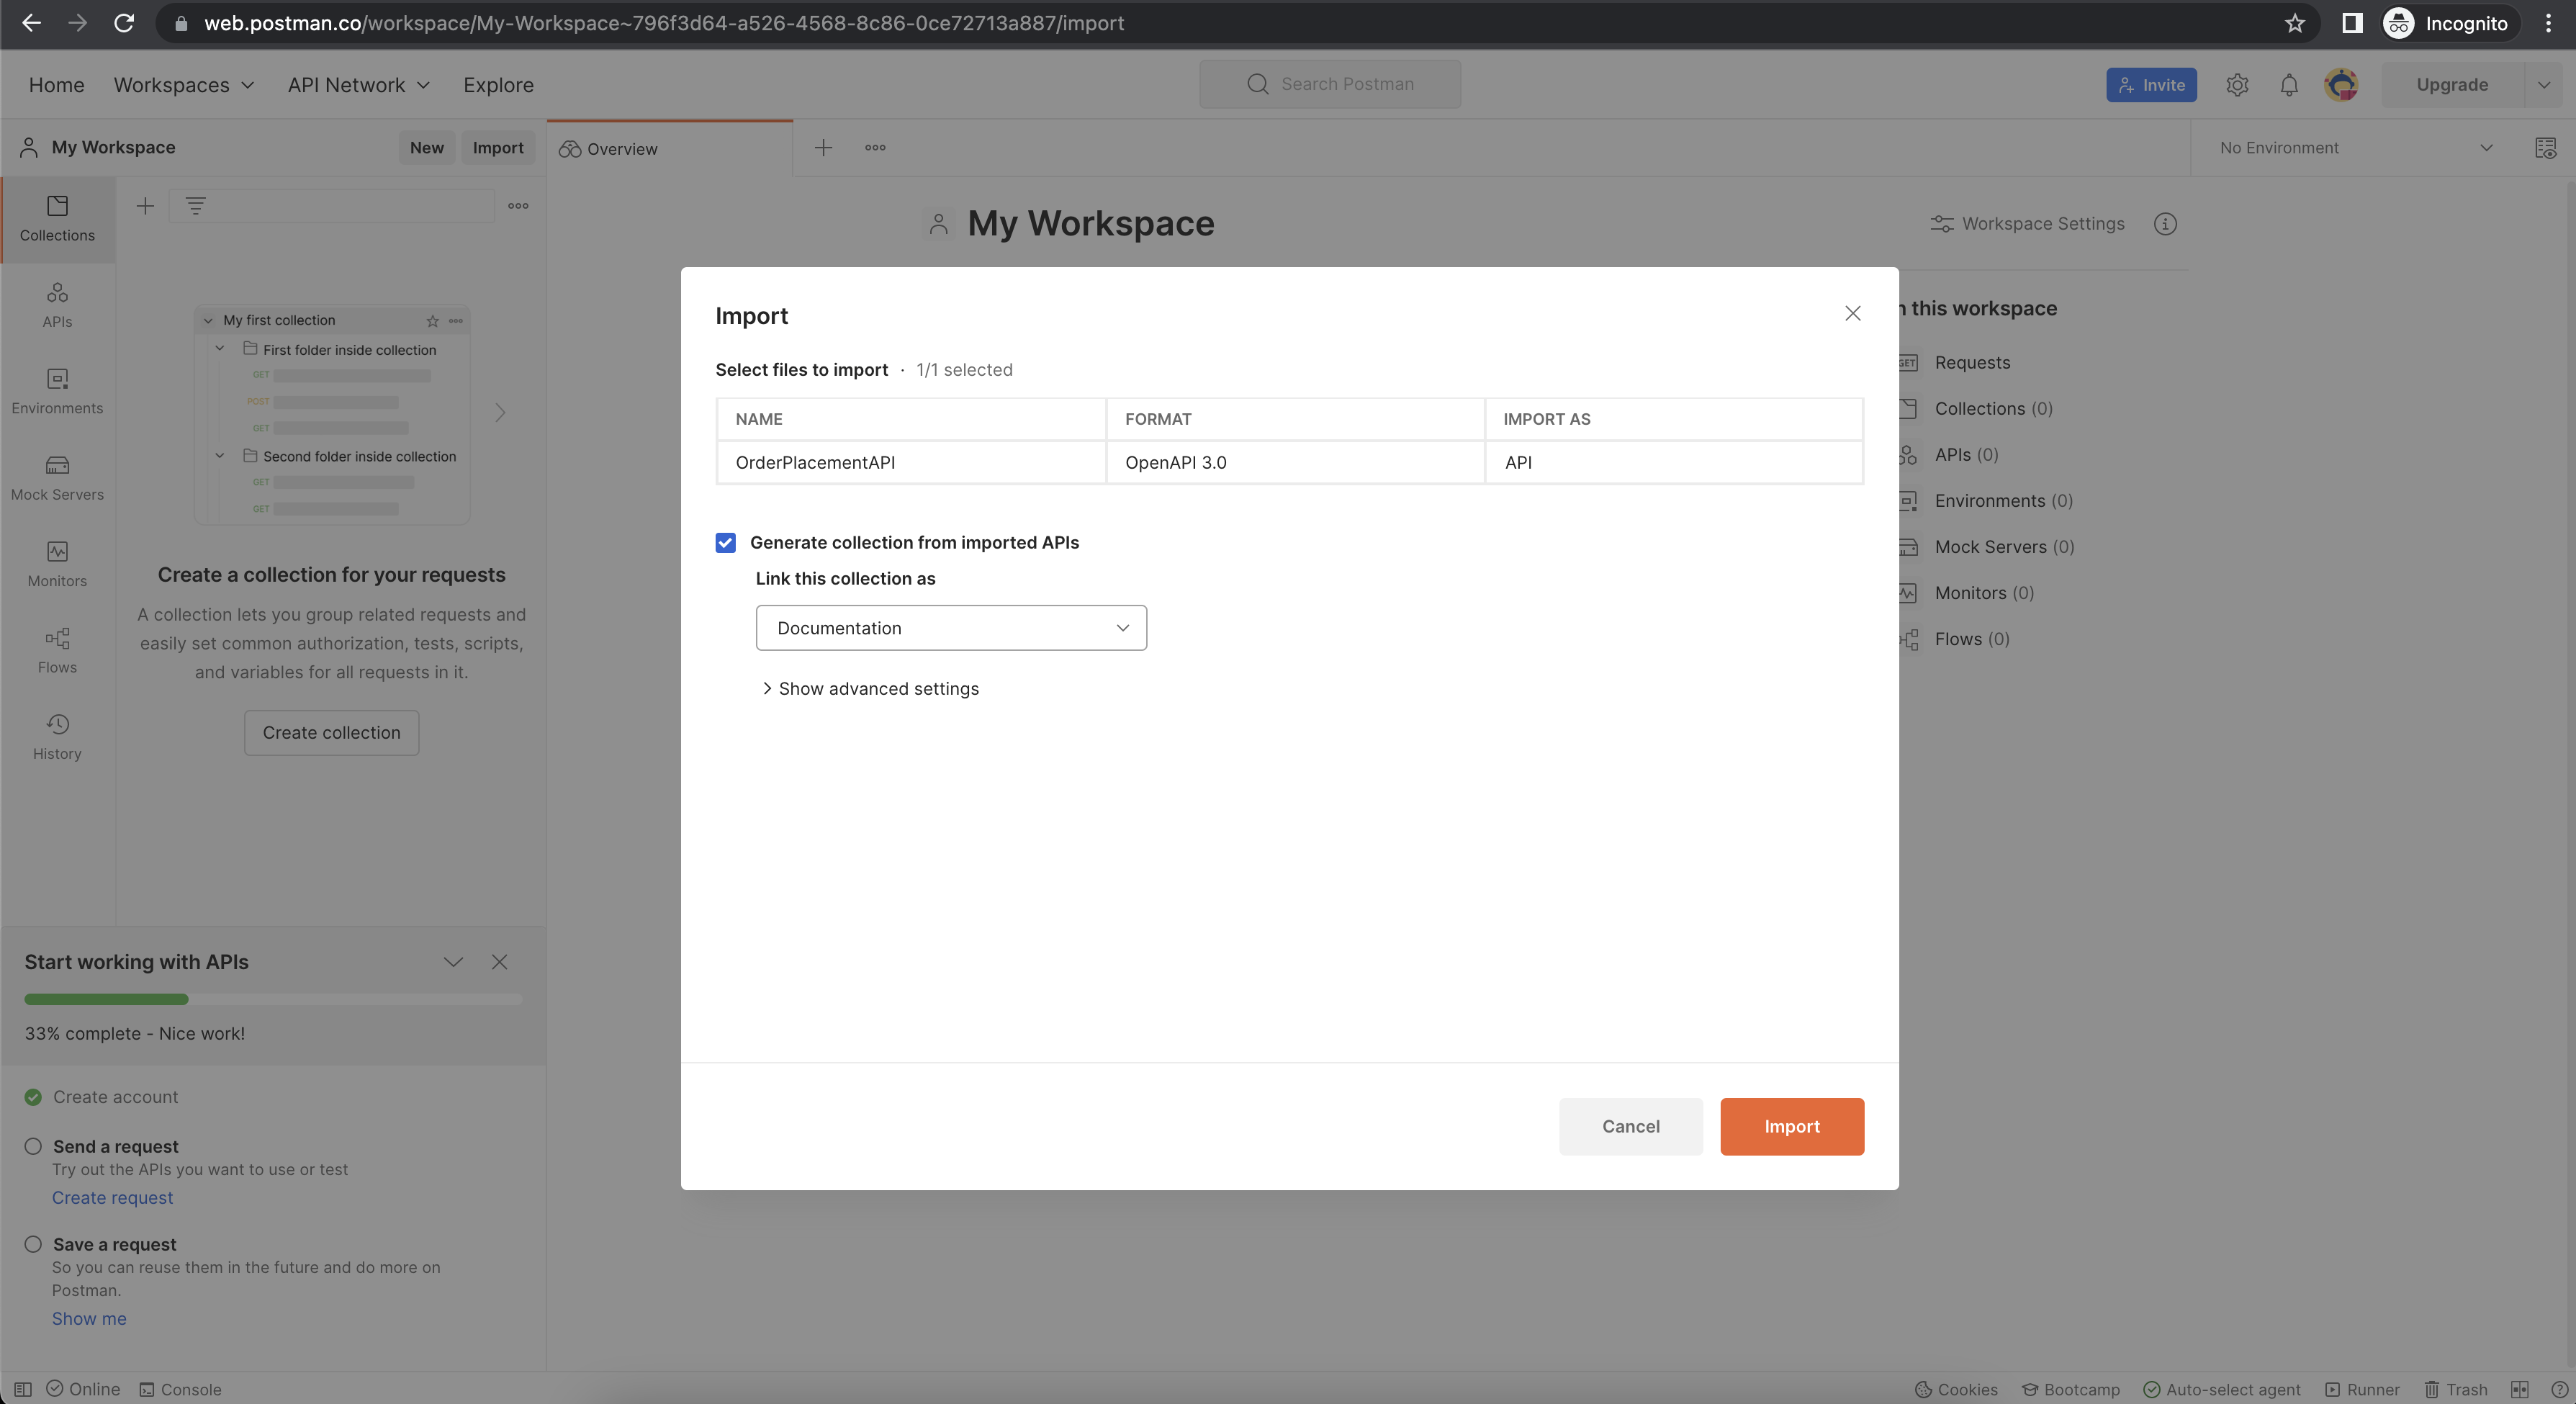 web.postman.co/workspace/My-Workspace~796f3d64-a526-4568-8c86-0ce72713a887/import
Incognito
Home Workspaces API Network Explore
Search Postman
Invite
Upgrade
My Workspace New Import
Overview
No Environment
Collections
APIs
Environments
Mock Servers
Monitors
Flows
History
My first collection
First folder inside collection
GET
POST
GET
Second folder inside collection
GET
GET
Create a collection for your requests
A collection lets you group related requests and
easily set common authorization, tests, scripts,
and variables for all requests in it.
Create collection
Start working with APIs
33% complete - Nice work!
Create account
Send a request
Try out the APIs you want to use or test
Create request
Save a request
So you can reuse them in the future and do more on
Postman.
Show me
My Workspace
Workspace Settings
Import
Select files to import · 1/1 selected
NAME FORMAT IMPORT AS
OrderPlacementAPI OpenAPI 3.0 API
Generate collection from imported APIs
Link this collection as
Documentation
Show advanced settings
Cancel Import
n this workspace
GET Requests
Collections (0)
APIs (0)
Environments (0)
Mock Servers (0)
Monitors (0)
Flows (0)
Online Console
Cookies Bootcamp Auto-select agent Runner Trash